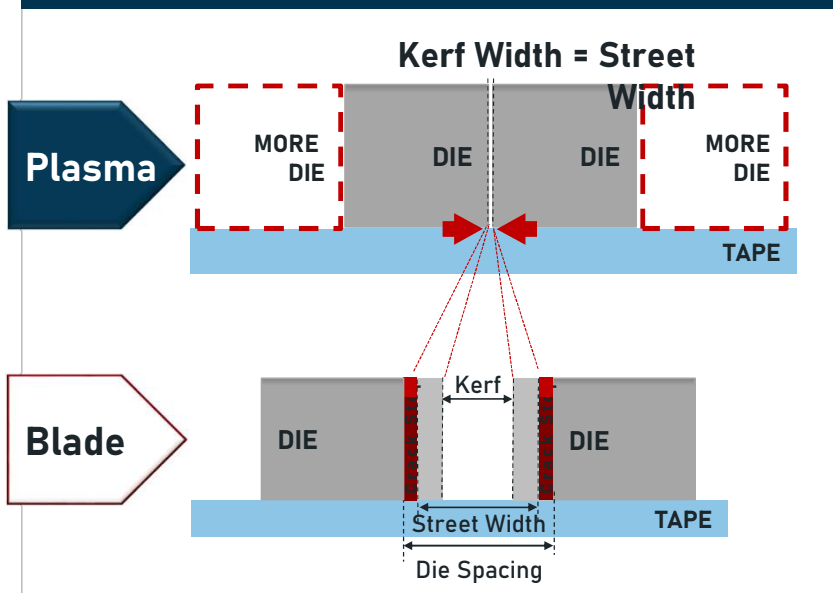 Kerf Width = Street
Width
Plasma
MORE
DIE
DIE
DIE
MORE
DIE
TAPE
Blade
DIE
Kerf
DIE
Street Width
TAPE
Die Spacing